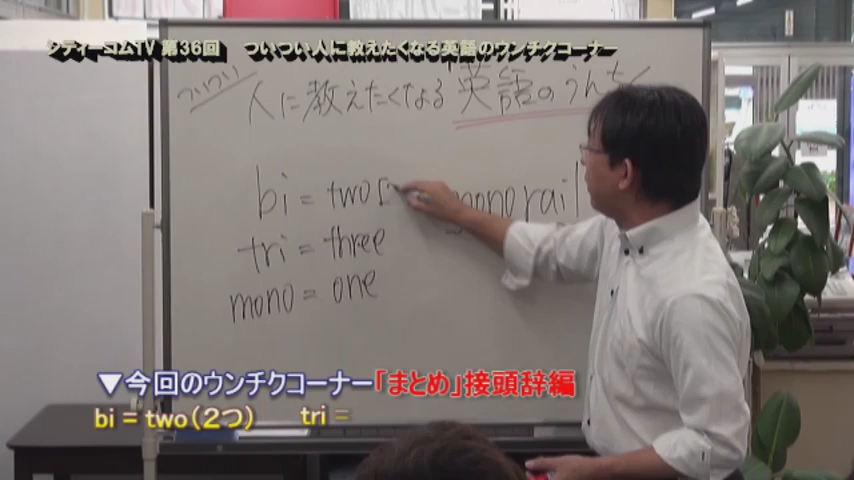 シティーコムTV 第36回　ついつい人に教えたくなる英語のウンチクコーナー
ついつい
人に教えたくなる「英語のうんち
bi = two
monorail
tri = three
mono = one
▼今回のウンチクコーナー「まとめ」接頭辞編
bi = two(2つ)　tri =